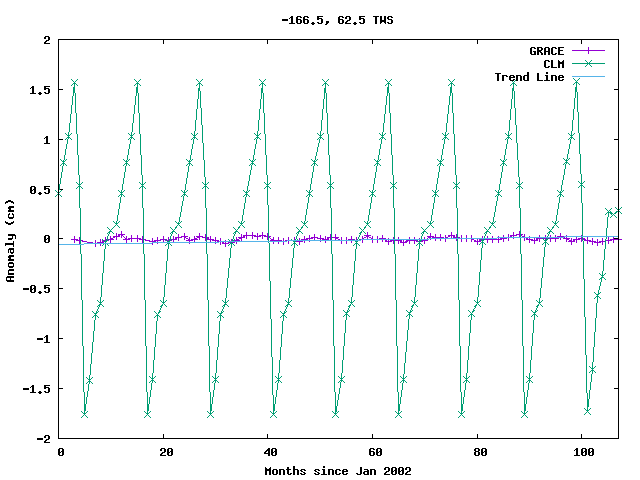 -166.5, 62.5 TWS
GRACE
CLM
Trend Line
2
1.5
1
0.5
0
-0.5
-1
-1.5
-2
Anomaly (cm)
0 20 40 60 80 100
Months since Jan 2002